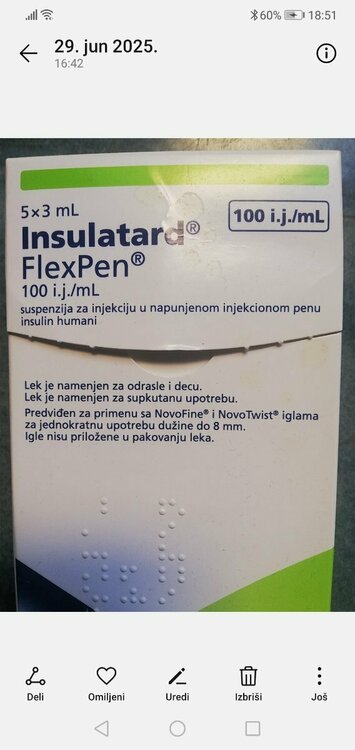 60% 18:51
29. jun 2025.
16:42
5×3 mL
100 i.j./mL
Insulatard®
FlexPen®
100 i.j./mL
suspenzija za injekciju u napunjenom injekcionom penu
insulin humani
Lek je namenjen za odrasle i decu.
Lek je namenjen za supkutanu upotrebu.
Predviđen za primenu sa NovoFine® i NovoTwist® iglama
za jednokratnu upotrebu dužine do 8 mm.
Igle nisu priložene u pakovanju leka.
Deli Omiljeni Uredi Izbriši Još